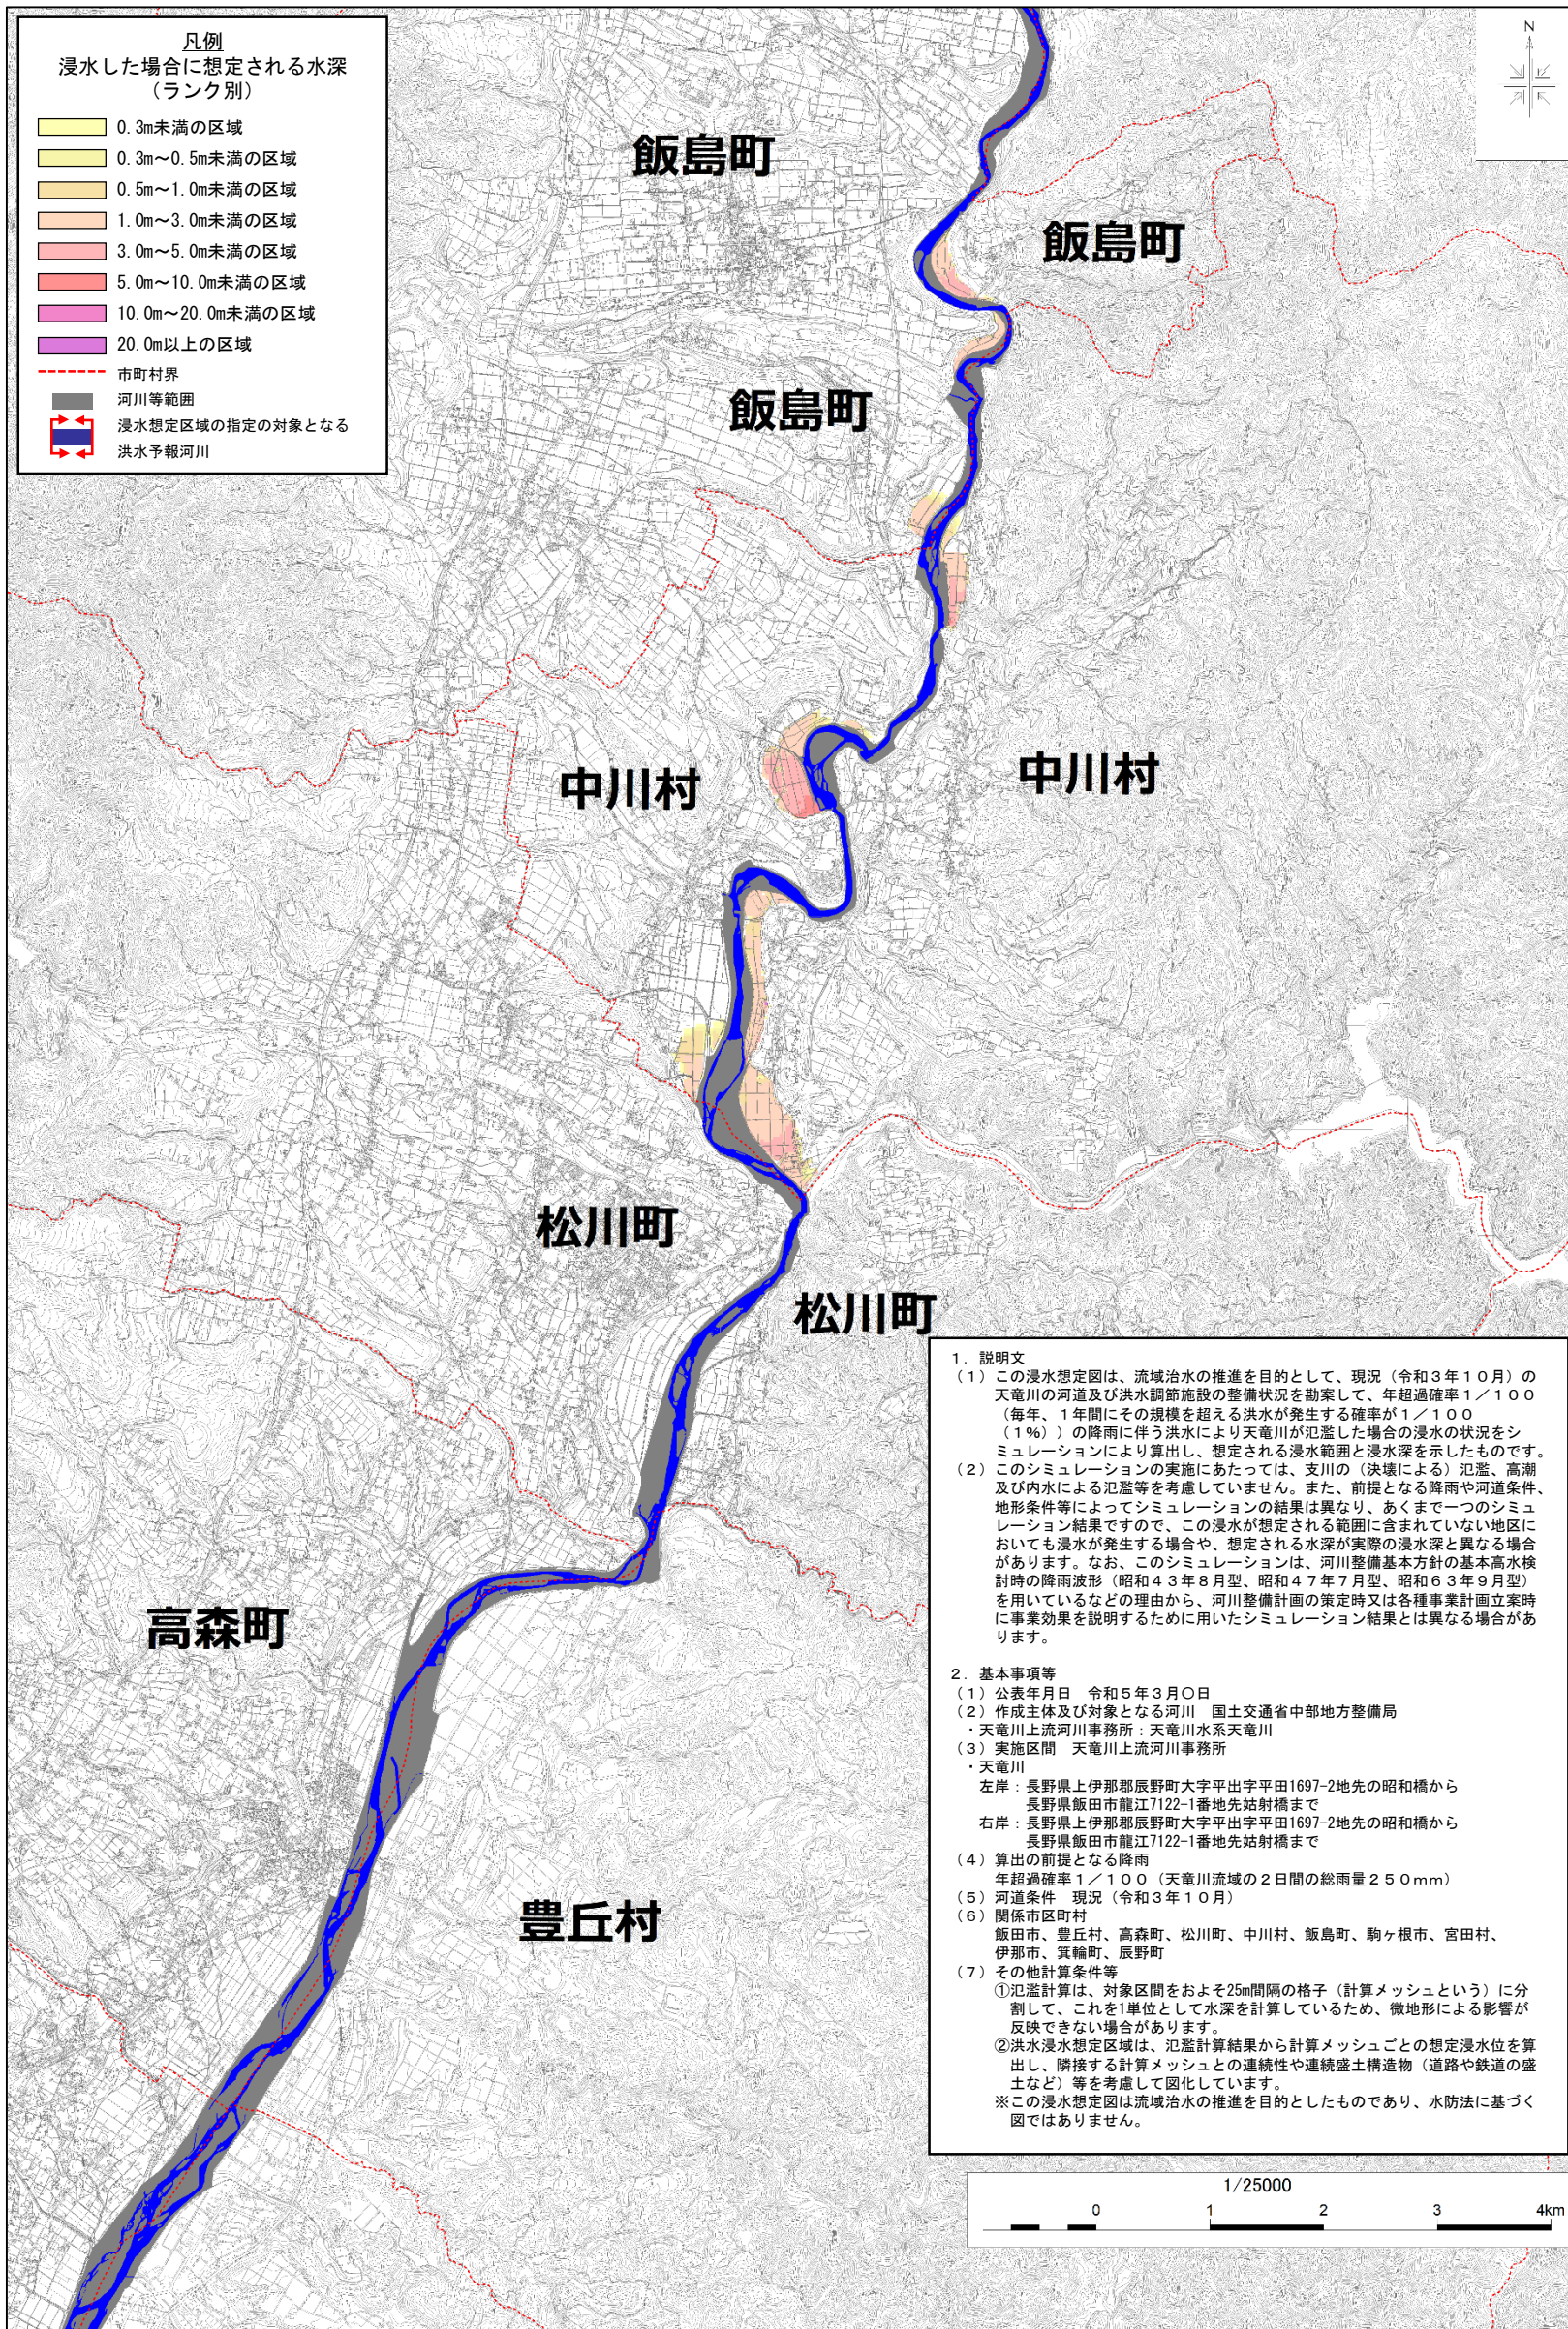 凡例
浸水した場合に想定される水深
（ランク別）
0.3m未満の区域
0.3m～0.5m未満の区域
0.5m～1.0m未満の区域
1.0m～3.0m未満の区域
3.0m～5.0m未満の区域
5.0m～10.0m未満の区域
10.0m～20.0m未満の区域
20.0m以上の区域
市町村界
河川等範囲
浸水想定区域の指定の対象となる
洪水予報河川
N
飯島町
飯島町
飯島町
中川村
中川村
松川町
松川町
高森町
豊丘村
１．説明文
（１）この浸水想定図は、流域治水の推進を目的として、現況（令和３年１０月）の
天竜川の河道及び洪水調節施設の整備状況を勘案して、年超過確率１／１００
（毎年、１年間にその規模を超える洪水が発生する確率が１／１００
（１％））の降雨に伴う洪水により天竜川が氾濫した場合の浸水の状況をシ
ミュレーションにより算出し、想定される浸水範囲と浸水深を示したものです。
（２）このシミュレーションの実施にあたっては、支川の（決壊による）氾濫、高潮
及び内水による氾濫等を考慮していません。また、前提となる降雨や河道条件、
地形条件等によってシミュレーションの結果は異なり、あくまで一つのシミュ
レーション結果ですので、この浸水が想定される範囲に含まれていない地区に
おいても浸水が発生する場合や、想定される水深が実際の浸水深と異なる場合
があります。なお、このシミュレーションは、河川整備基本方針の基本高水検
討時の降雨波形（昭和４３年８月型、昭和４７年７月型、昭和６３年９月型）
を用いているなどの理由から、河川整備計画の策定時又は各種事業計画立案時
に事業効果を説明するために用いたシミュレーション結果とは異なる場合があ
ります。
２．基本事項等
（１）公表年月日　令和５年３月〇日
（２）作成主体及び対象となる河川　国土交通省中部地方整備局
・天竜川上流河川事務所：天竜川水系天竜川
（３）実施区間　天竜川上流河川事務所
・天竜川
左岸：長野県上伊那郡辰野町大字平出字平田1697-2地先の昭和橋から
長野県飯田市龍江7122-1番地先姑射橋まで
右岸：長野県上伊那郡辰野町大字平出字平田1697-2地先の昭和橋から
長野県飯田市龍江7122-1番地先姑射橋まで
（４）算出の前提となる降雨
年超過確率１／１００（天竜川流域の２日間の総雨量２５０mm）
（５）河道条件　現況（令和３年１０月）
（６）関係市区町村
飯田市、豊丘村、高森町、松川町、中川村、飯島町、駒ヶ根市、宮田村、
伊那市、箕輪町、辰野町
（７）その他計算条件等
①氾濫計算は、対象区間をおよそ25m間隔の格子（計算メッシュという）に分
割して、これを1単位として水深を計算しているため、微地形による影響が
反映できない場合があります。
②洪水浸水想定区域は、氾濫計算結果から計算メッシュごとの想定浸水位を算
出し、隣接する計算メッシュとの連続性や連続盛土構造物（道路や鉄道の盛
土など）等を考慮して図化しています。
※この浸水想定図は流域治水の推進を目的としたものであり、水防法に基づく
図ではありません。
1/25000
0 1 2 3 4km